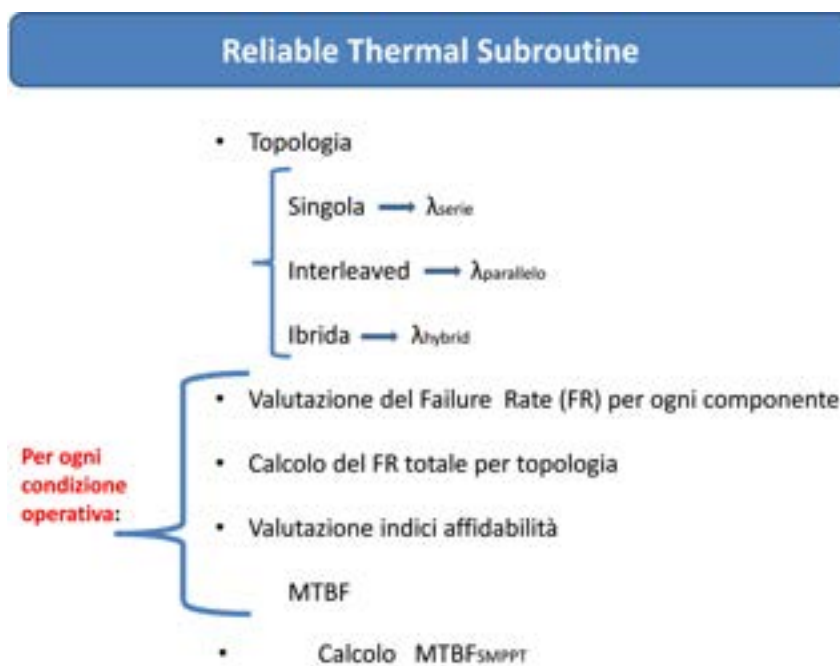 Reliable Thermal Subroutine
• Topologia
Singola → λserie
Interleaved → λparallelo
Ibrida → λhybrid
• Valutazione del Failure Rate (FR) per ogni componente
Per ogni
condizione
operativa:
• Calcolo del FR totale per topologia
• Valutazione indici affidabilità
MTBF
• Calcolo MTBFSMPPT